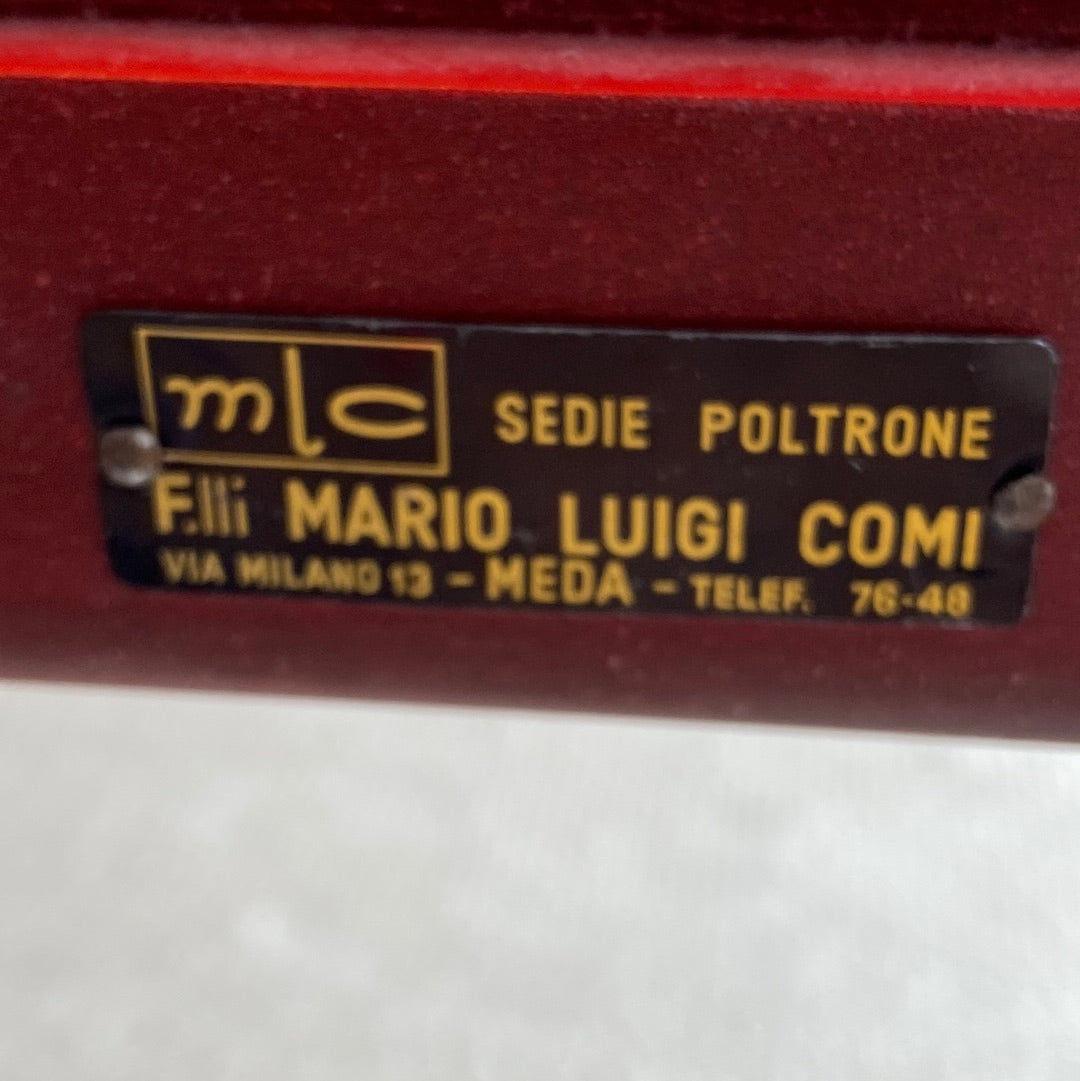 mlc SEDIE POLTRONE
F.lli MARIO LUIGI COMI
VIA MILANO 13 - MEDA - TELEF. 76-48